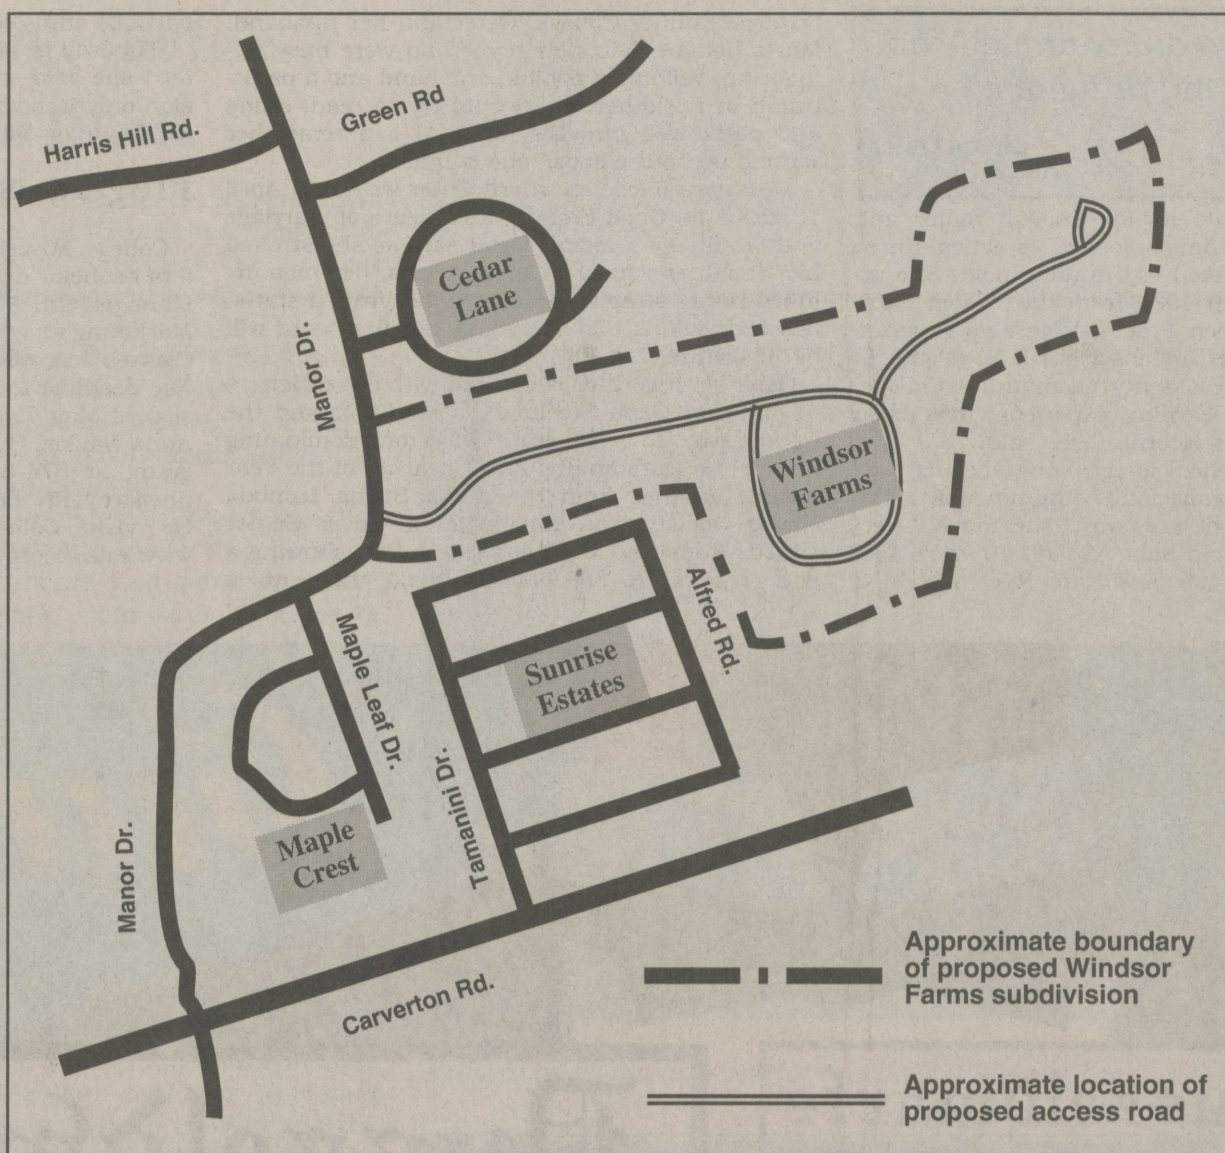 Harris Hill Rd.
Green Rd
Cedar
Lane
Manor Dr.
Windsor
Farms
Alfred Rd.
Maple Leaf Dr.
Sunrise
Estates
Tamanini Dr.
Maple
Crest
Manor Dr.
Carverton Rd.
Approximate boundary
of proposed Windsor
Farms subdivision
Approximate location of
proposed access road